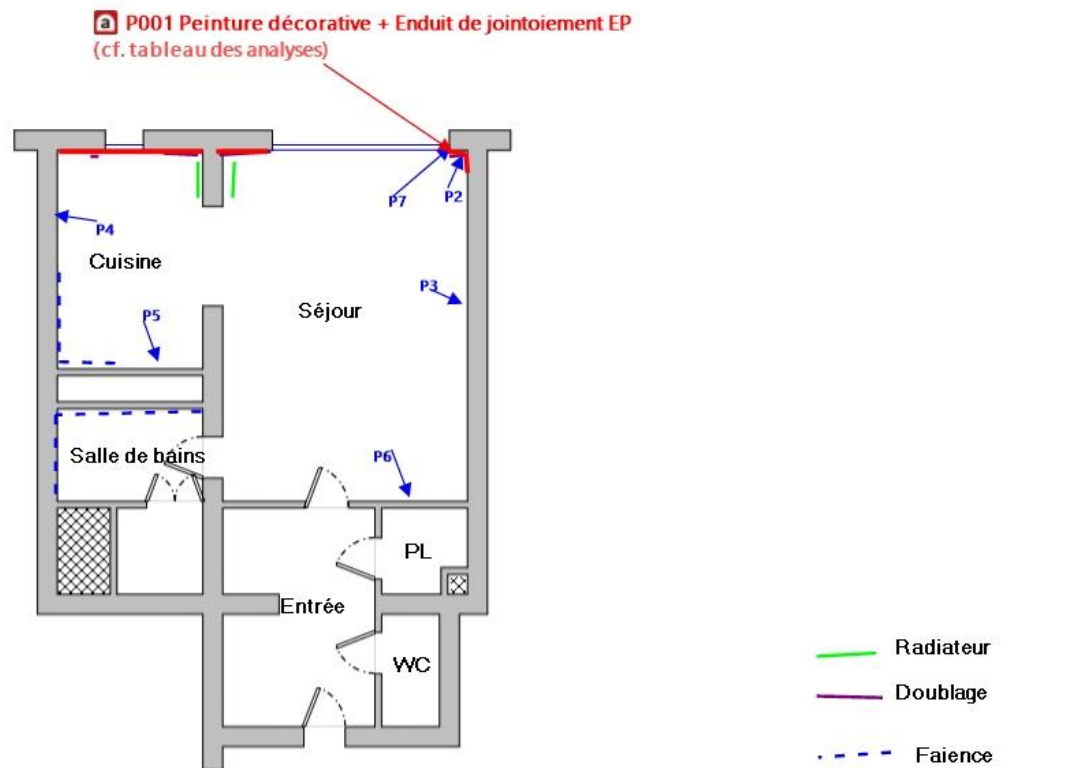 a P001 Peinture décorative + Enduit de jointoiement EP
(cf. tableau des analyses)
P7
P2
P4
Cuisine
P3
Séjour
P5
Salle de bains
P6
PL
Entrée
WC
Radiateur
Doublage
Faience